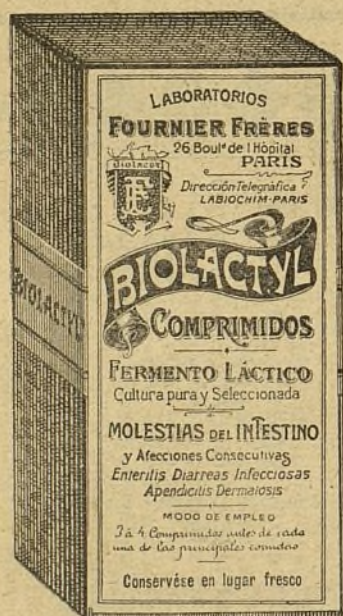 LABORATORIOS
FOURNIER FRÈRES
26 Boulᵈ de l'Hôpital
PARIS
BIOLACTYL
Dirección Telegráfica
LABIOCHIM-PARIS
BIOLACTYL
COMPRIMIDOS
FERMENTO LÁCTICO
Cultura pura y Seleccionada
MOLESTIAS DEL INTESTINO
y Afecciones Consecutivas
Enteritis Diarreas Infecciosas
Apendicitis Dermatosis
MODO DE EMPLEO
3 à 4 Comprimidos antes de cada
una de las principales comidas
Consérvese en lugar fresco
BIOLACTYL